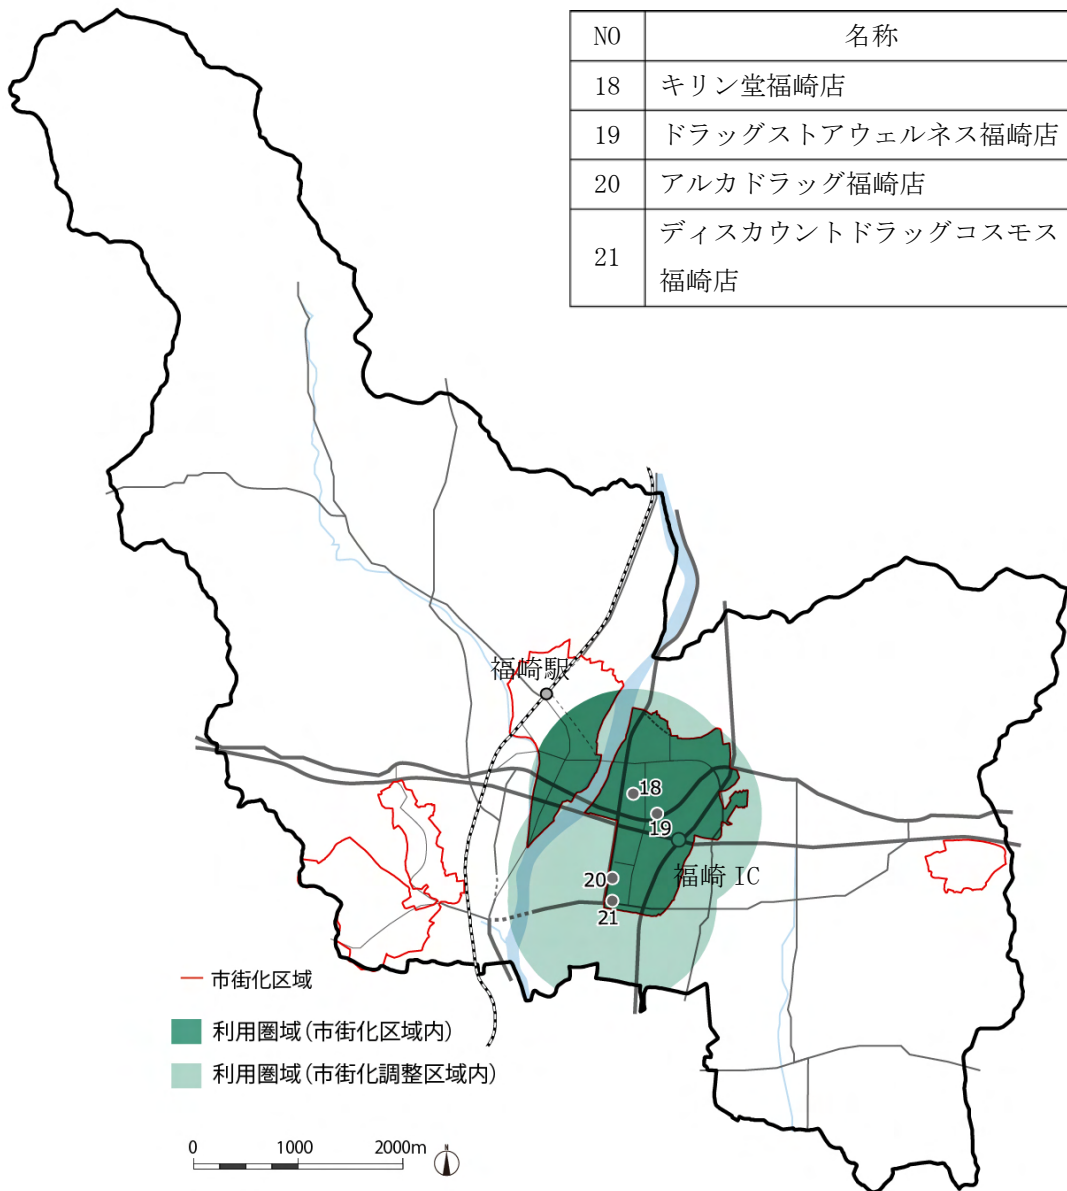 NO 名称
18 キリン堂福崎店
19 ドラッグストアウェルネス福崎店
20 アルカドラッグ福崎店
21 ディスカウントドラッグコスモス
福崎店
福崎駅
18
19
福崎 IC
20
21
市街化区域
利用圏域(市街化区域内)
利用圏域(市街化調整区域内)
0 1000 2000m
N